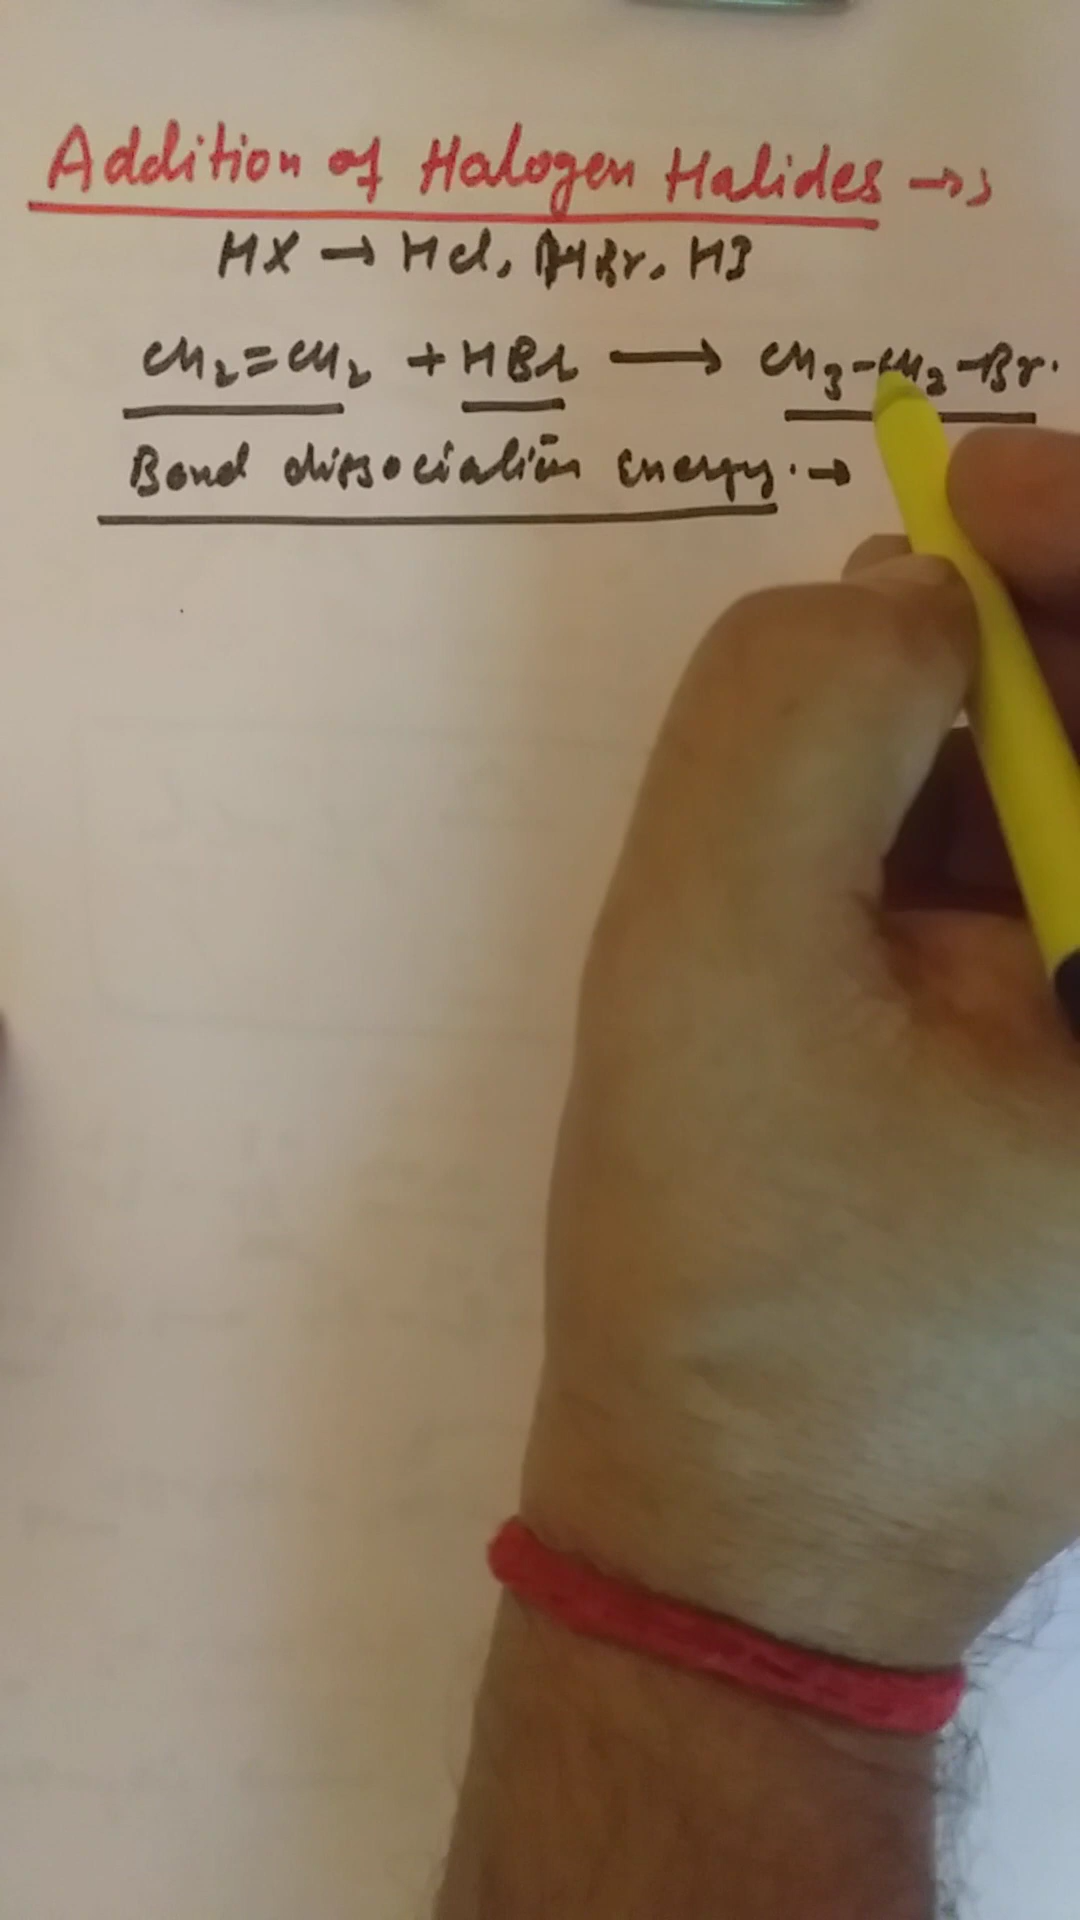 Addition of Halogen Halides →
HX → HCl, HBr, HI
CH2=CH2 + HBr → CH3-CH2-Br.
Bond dissociation energy. →